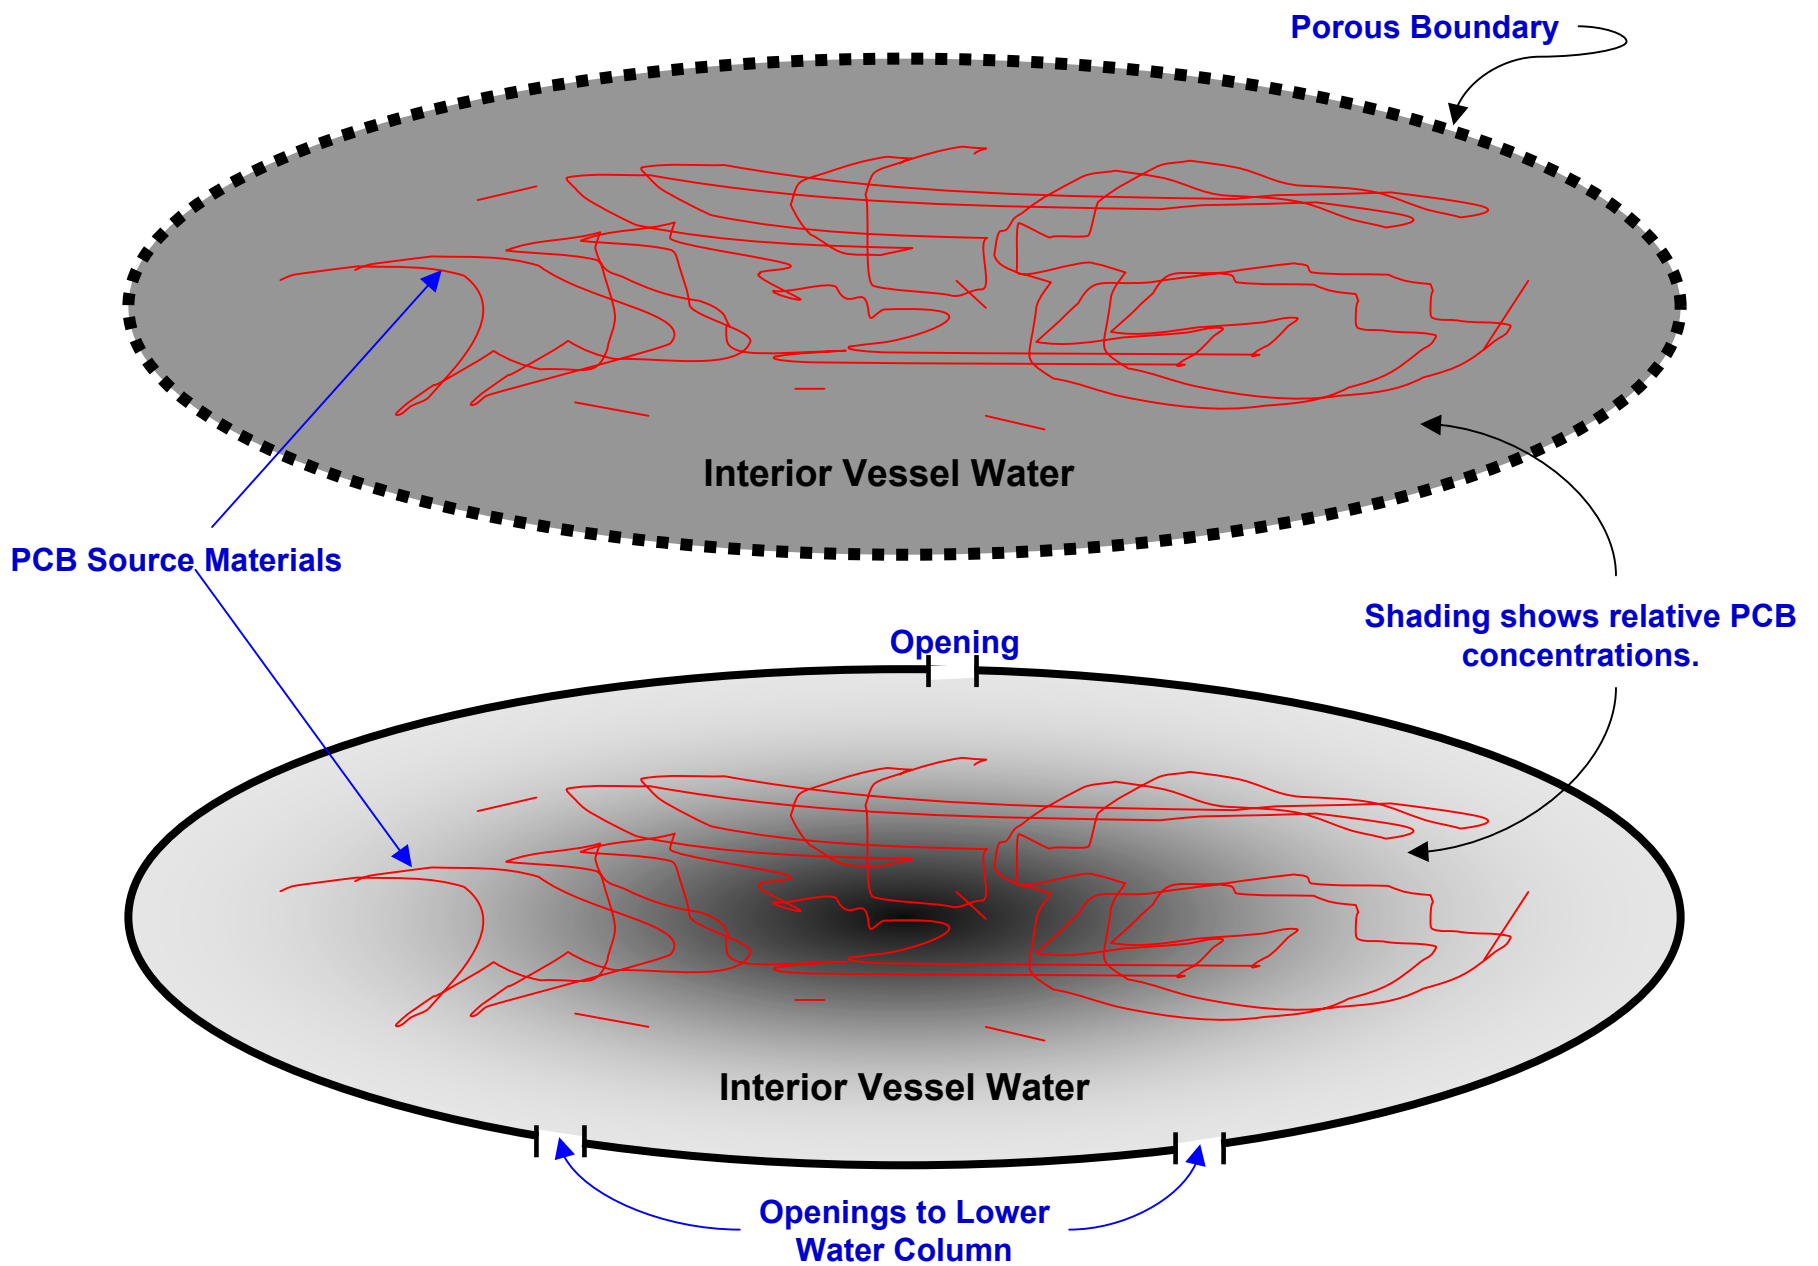 Porous Boundary
Interior Vessel Water
PCB Source Materials
Shading shows relative PCB
concentrations.
Opening
Interior Vessel Water
Openings to Lower
Water Column